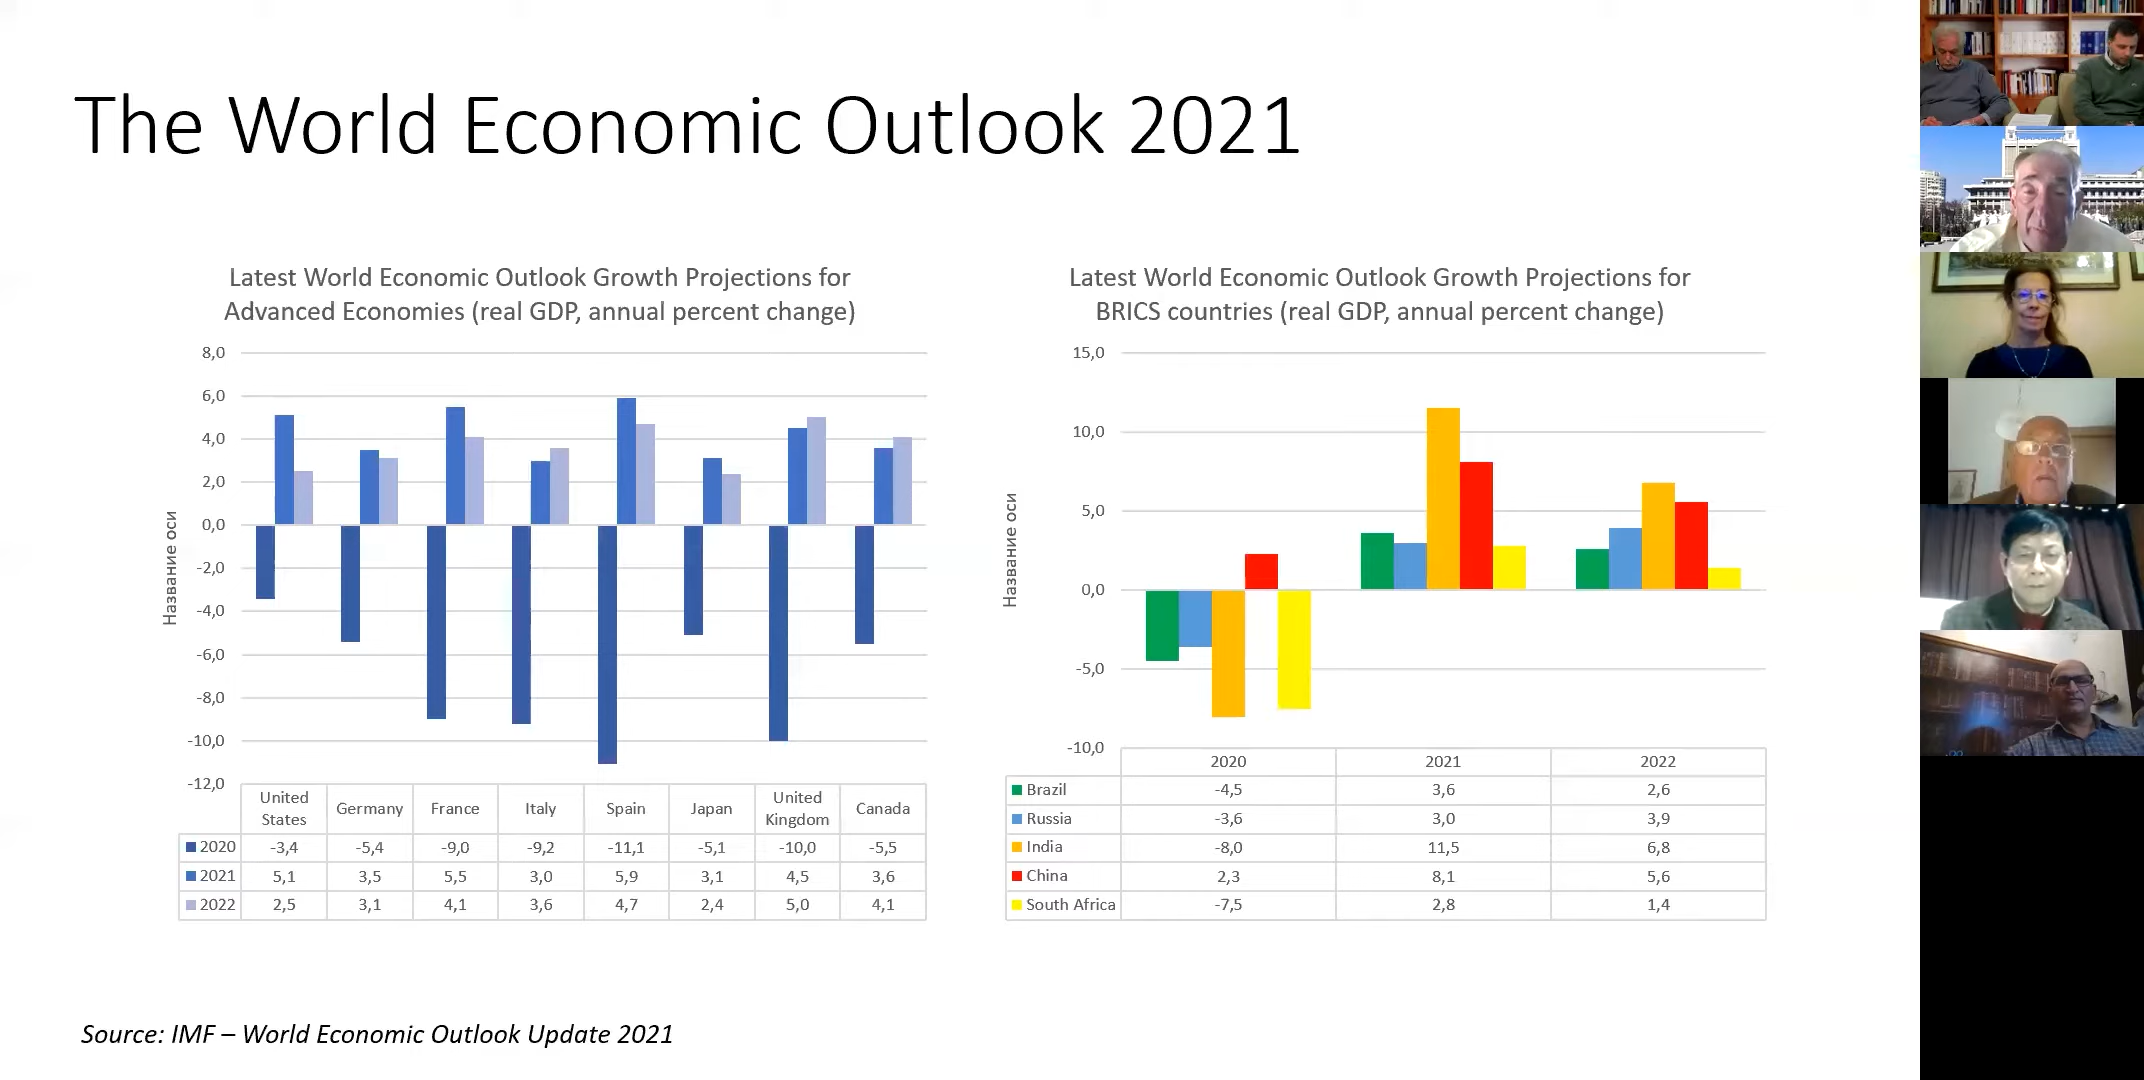 The World Economic Outlook 2021
Latest World Economic Outlook Growth Projections for
Advanced Economies (real GDP, annual percent change)
Название оси
8,0
6,0
4,0
2,0
0,0
-2,0
-4,0
-6,0
-8,0
-10,0
-12,0
United States Germany France Italy Spain Japan United Kingdom Canada
2020 -3,4 -5,4 -9,0 -9,2 -11,1 -5,1 -10,0 -5,5
2021 5,1 3,5 5,5 3,0 5,9 3,1 4,5 3,6
2022 2,5 3,1 4,1 3,6 4,7 2,4 5,0 4,1
Latest World Economic Outlook Growth Projections for
BRICS countries (real GDP, annual percent change)
Название оси
15,0
10,0
5,0
0,0
-5,0
-10,0
2020 2021 2022
Brazil -4,5 3,6 2,6
Russia -3,6 3,0 3,9
India -8,0 11,5 6,8
China 2,3 8,1 5,6
South Africa -7,5 2,8 1,4
Source: IMF – World Economic Outlook Update 2021